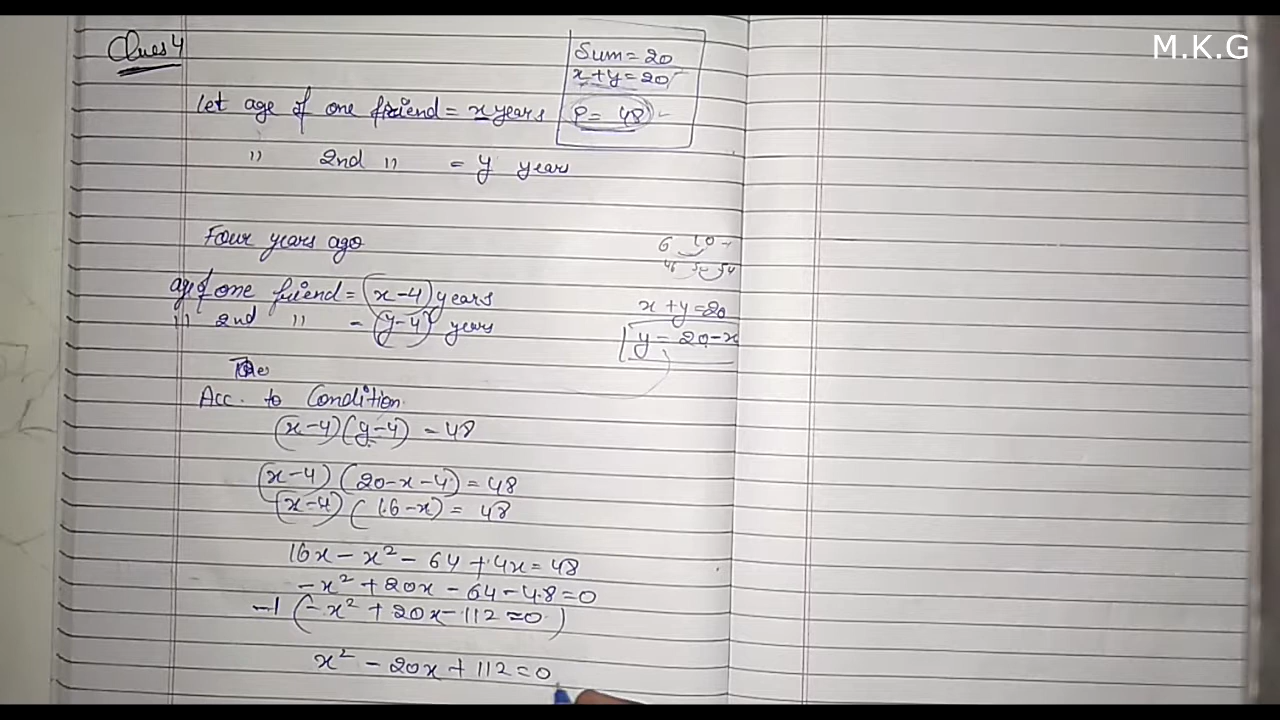 M.K.G
Ques 4
Sum = 20
x+y=20
P = 48
Let age of one friend = x years
" 2nd " = y years
Four years ago
6 10
age of one friend = (x-4) years
" 2nd " = (y-4) years
x+y=20
y = 20-x
Acc. to Condition
(x-4)(y-4) = 48
(x-4)(20-x-4) = 48
(x-4)(16-x) = 48
16x - x² - 64 + 4x = 48
-x² + 20x - 64 - 48 = 0
-1(-x² + 20x - 112 = 0)
x² - 20x + 112 = 0